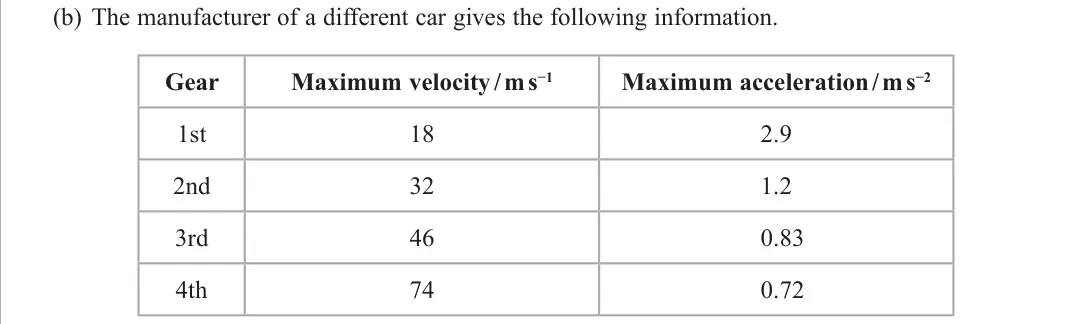 (b) The manufacturer of a different car gives the following information.
Gear Maximum velocity / m s⁻¹ Maximum acceleration / m s⁻²
1st 18 2.9
2nd 32 1.2
3rd 46 0.83
4th 74 0.72